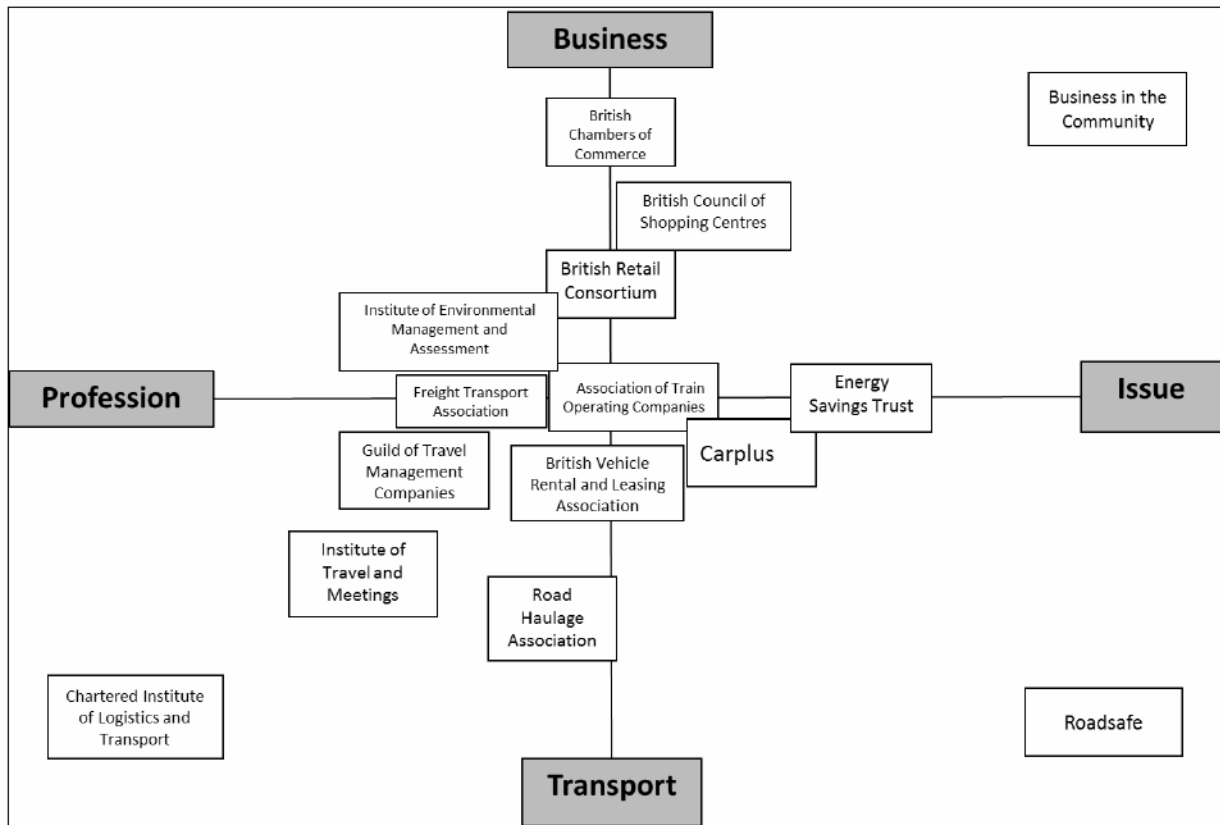 Business
British
Chambers of
Commerce
Business in the
Community
British Council of
Shopping Centres
British Retail
Consortium
Institute of Environmental
Management and
Assessment
Profession
Freight Transport
Association
Association of Train
Operating Companies
Energy
Savings Trust
Issue
Guild of Travel
Management
Companies
British Vehicle
Rental and Leasing
Association
Carplus
Institute of
Travel and
Meetings
Road
Haulage
Association
Chartered Institute
of Logistics and
Transport
Roadsafe
Transport